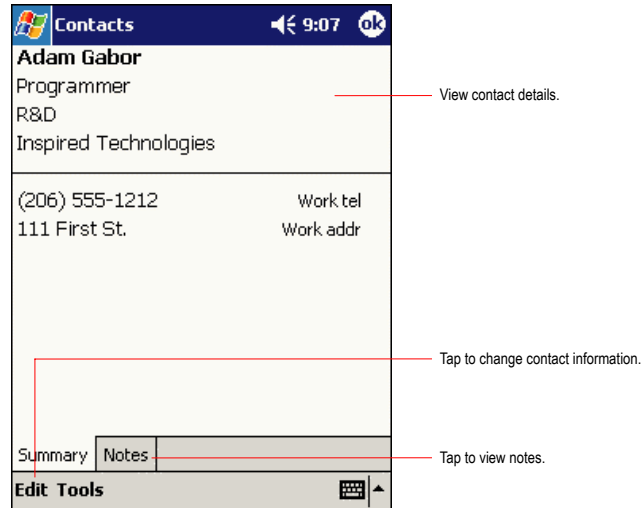 Contacts 9:07 ok
Adam Gabor
Programmer
R&D
Inspired Technologies
View contact details.
(206) 555-1212 Work tel
111 First St. Work addr
Tap to change contact information.
Summary Notes
Tap to view notes.
Edit Tools